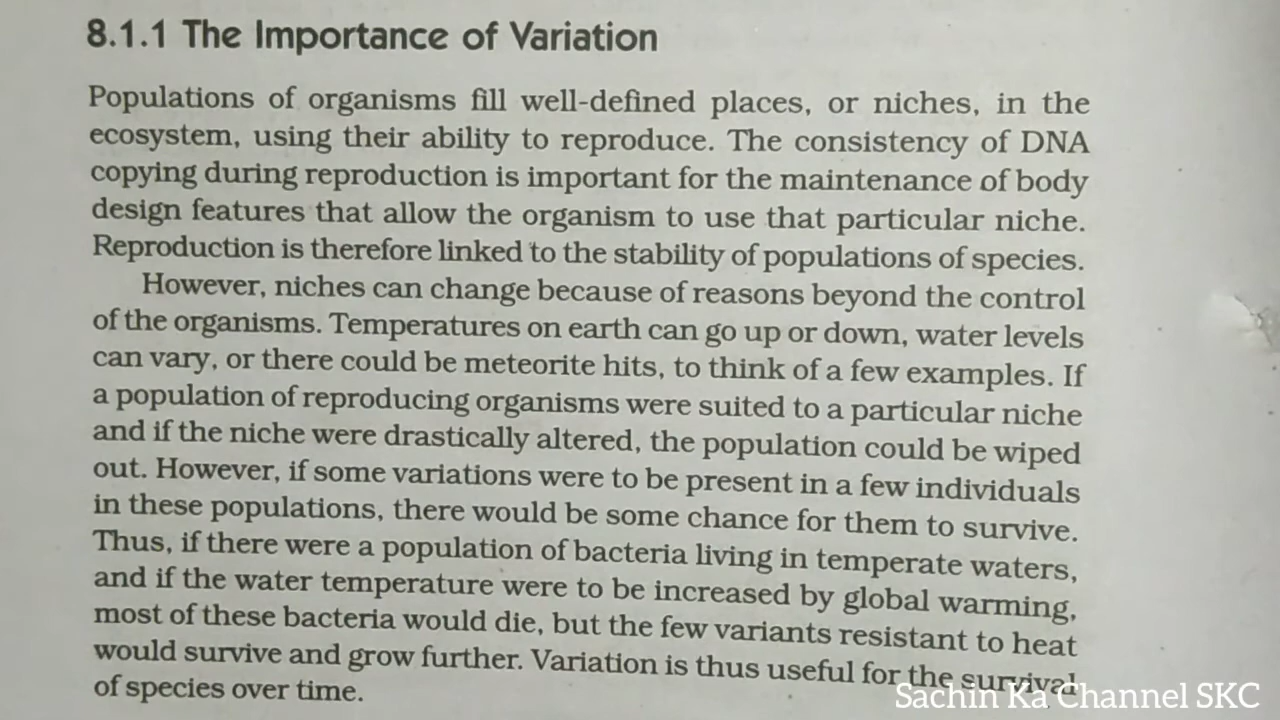 8.1.1 The Importance of Variation
Populations of organisms fill well-defined places, or niches, in the
ecosystem, using their ability to reproduce. The consistency of DNA
copying during reproduction is important for the maintenance of body
design features that allow the organism to use that particular niche.
Reproduction is therefore linked to the stability of populations of species.
However, niches can change because of reasons beyond the control
of the organisms. Temperatures on earth can go up or down, water levels
can vary, or there could be meteorite hits, to think of a few examples. If
a population of reproducing organisms were suited to a particular niche
and if the niche were drastically altered, the population could be wiped
out. However, if some variations were to be present in a few individuals
in these populations, there would be some chance for them to survive.
Thus, if there were a population of bacteria living in temperate waters,
and if the water temperature were to be increased by global warming,
most of these bacteria would die, but the few variants resistant to heat
would survive and grow further. Variation is thus useful for the survival
of species over time.
Sachin Ka Channel SKC